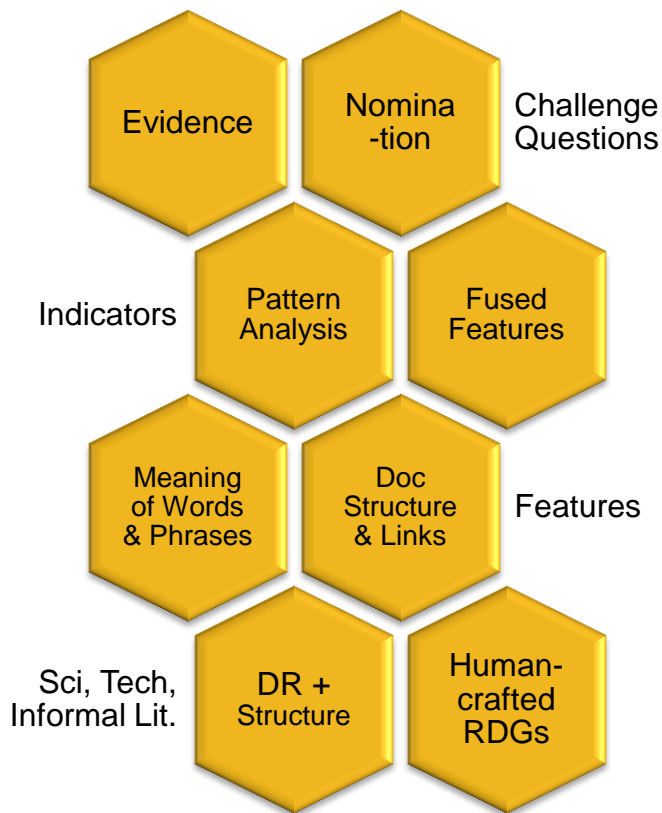 Evidence
Nomina
-tion
Challenge
Questions
Indicators
Pattern
Analysis
Fused
Features
Meaning
of Words
& Phrases
Doc
Structure
& Links
Features
Sci, Tech,
Informal Lit.
DR +
Structure
Human-
crafted
RDGs